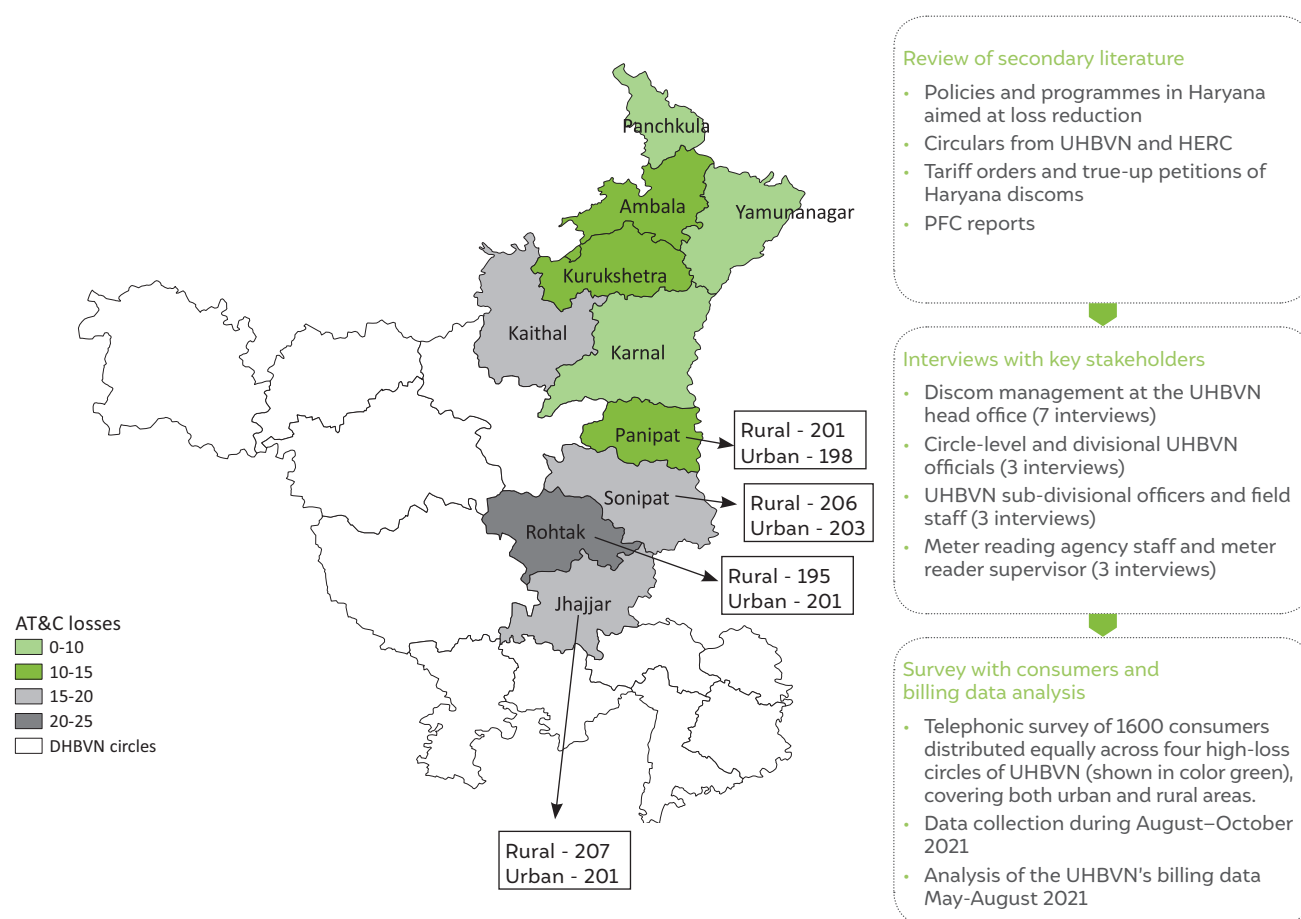 Panchkula
Ambala
Yamunanagar
Kurukshetra
Kaithal
Karnal
Panipat
Rural - 201
Urban - 198
Sonipat
Rural - 206
Urban - 203
Rohtak
Rural - 195
Urban - 201
Jhajjar
Rural - 207
Urban - 201
AT&C losses
0-10
10-15
15-20
20-25
DHBVN circles
Review of secondary literature
• Policies and programmes in Haryana
aimed at loss reduction
• Circulars from UHBVN and HERC
• Tariff orders and true-up petitions of
Haryana discoms
• PFC reports
Interviews with key stakeholders
• Discom management at the UHBVN
head office (7 interviews)
• Circle-level and divisional UHBVN
officials (3 interviews)
• UHBVN sub-divisional officers and field
staff (3 interviews)
• Meter reading agency staff and meter
reader supervisor (3 interviews)
Survey with consumers and
billing data analysis
• Telephonic survey of 1600 consumers
distributed equally across four high-loss
circles of UHBVN (shown in color green),
covering both urban and rural areas.
• Data collection during August–October
2021
• Analysis of the UHBVN's billing data
May-August 2021